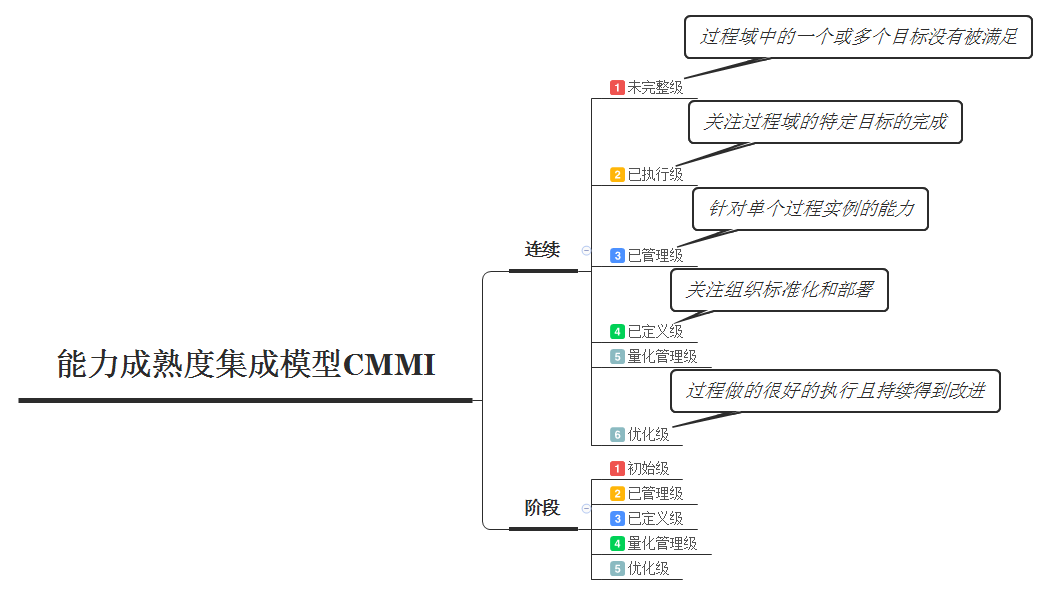 过程域中的一个或多个目标没有被满足
1 未完整级
关注过程域的特定目标的完成
2 已执行级
针对单个过程实例的能力
连续
3 已管理级
关注组织标准化和部署
4 已定义级
5 量化管理级
能力成熟度集成模型CMMI
过程做的很好的执行且持续得到改进
6 优化级
1 初始级
2 已管理级
阶段
3 已定义级
4 量化管理级
5 优化级